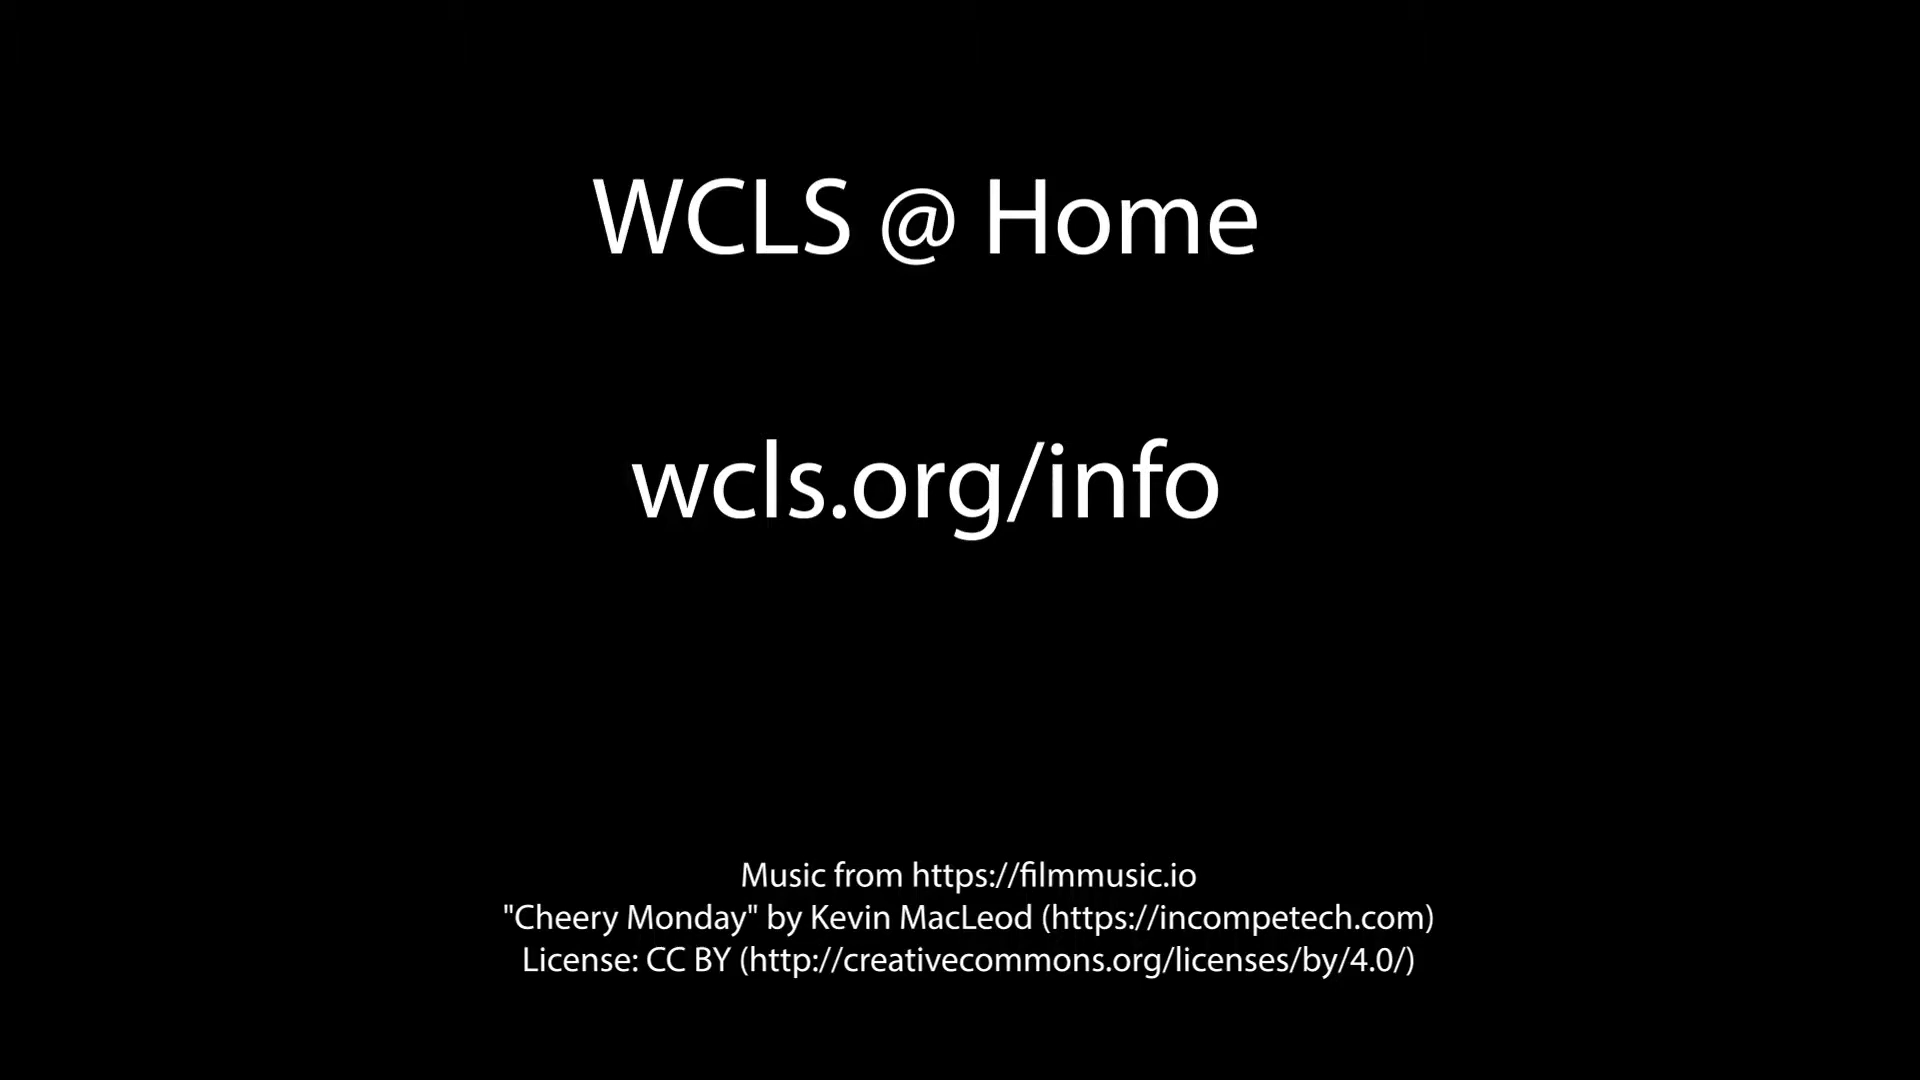 WCLS @ Home
wcls.org/info
Music from https://filmmusic.io
"Cheery Monday" by Kevin MacLeod (https://incompetech.com)
License: CC BY (http://creativecommons.org/licenses/by/4.0/)